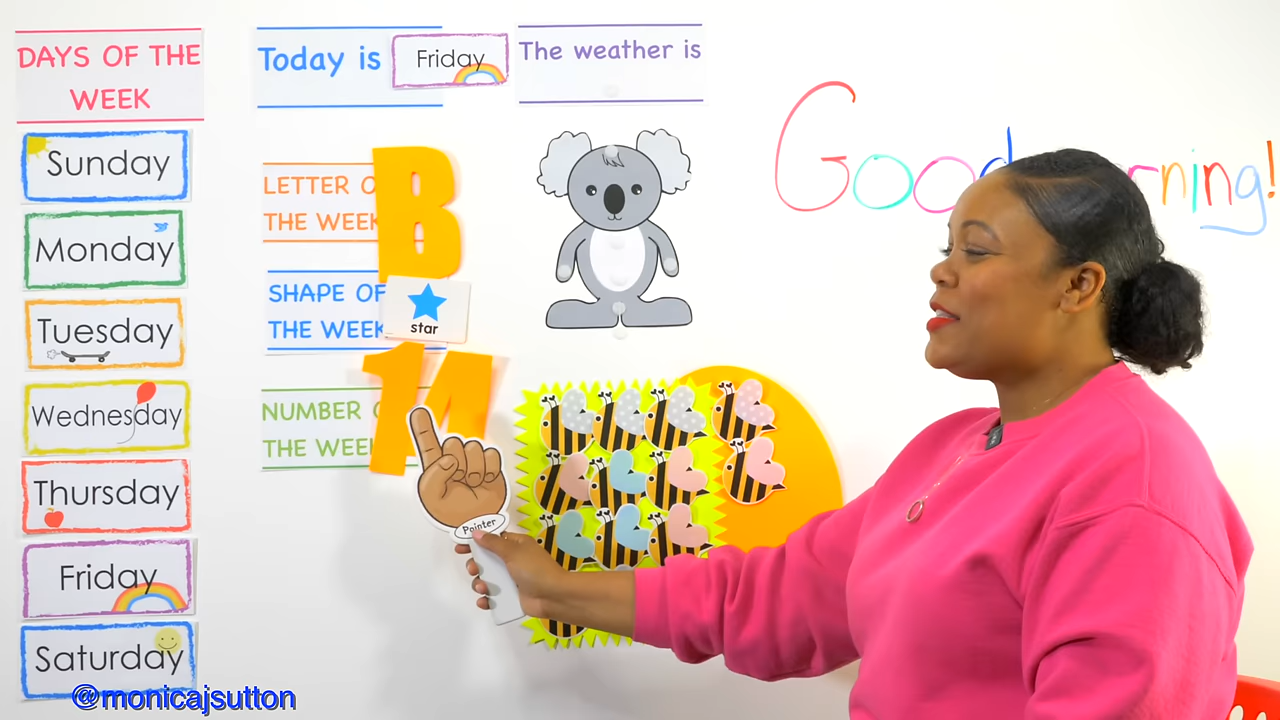 DAYS OF THE
WEEK
Sunday
Monday
Tuesday
Wednesday
Thursday
Friday
Saturday
Today is Friday
The weather is
LETTER O
THE WEEK
B
SHAPE OF
THE WEEK
star
NUMBER O
THE WEEK
14
Pointer
Good rning!
@monicajsutton